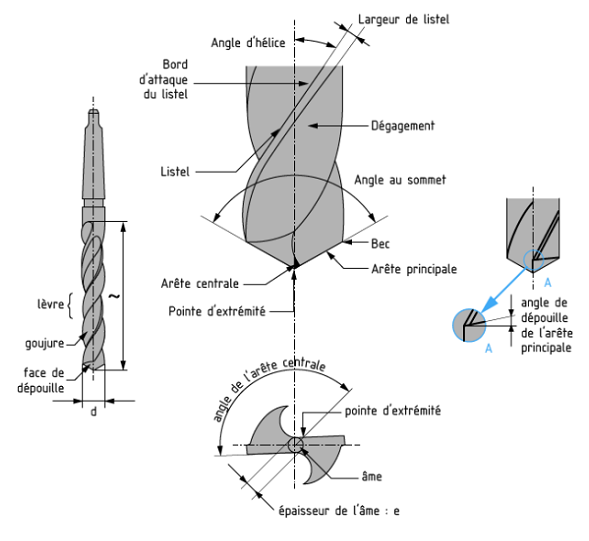 Largeur de listel
Angle d'hélice
Bord
d'attaque
du listel
Dégagement
Listel
Angle au sommet
Bec
Arête centrale
Arête principale
Pointe d'extrémité
lèvre
~
goujure
face de
dépouille
d
A
angle de
dépouille
de l'arête
principale
A
angle de l'arête centrale
pointe d'extrémité
âme
épaisseur de l'âme : e